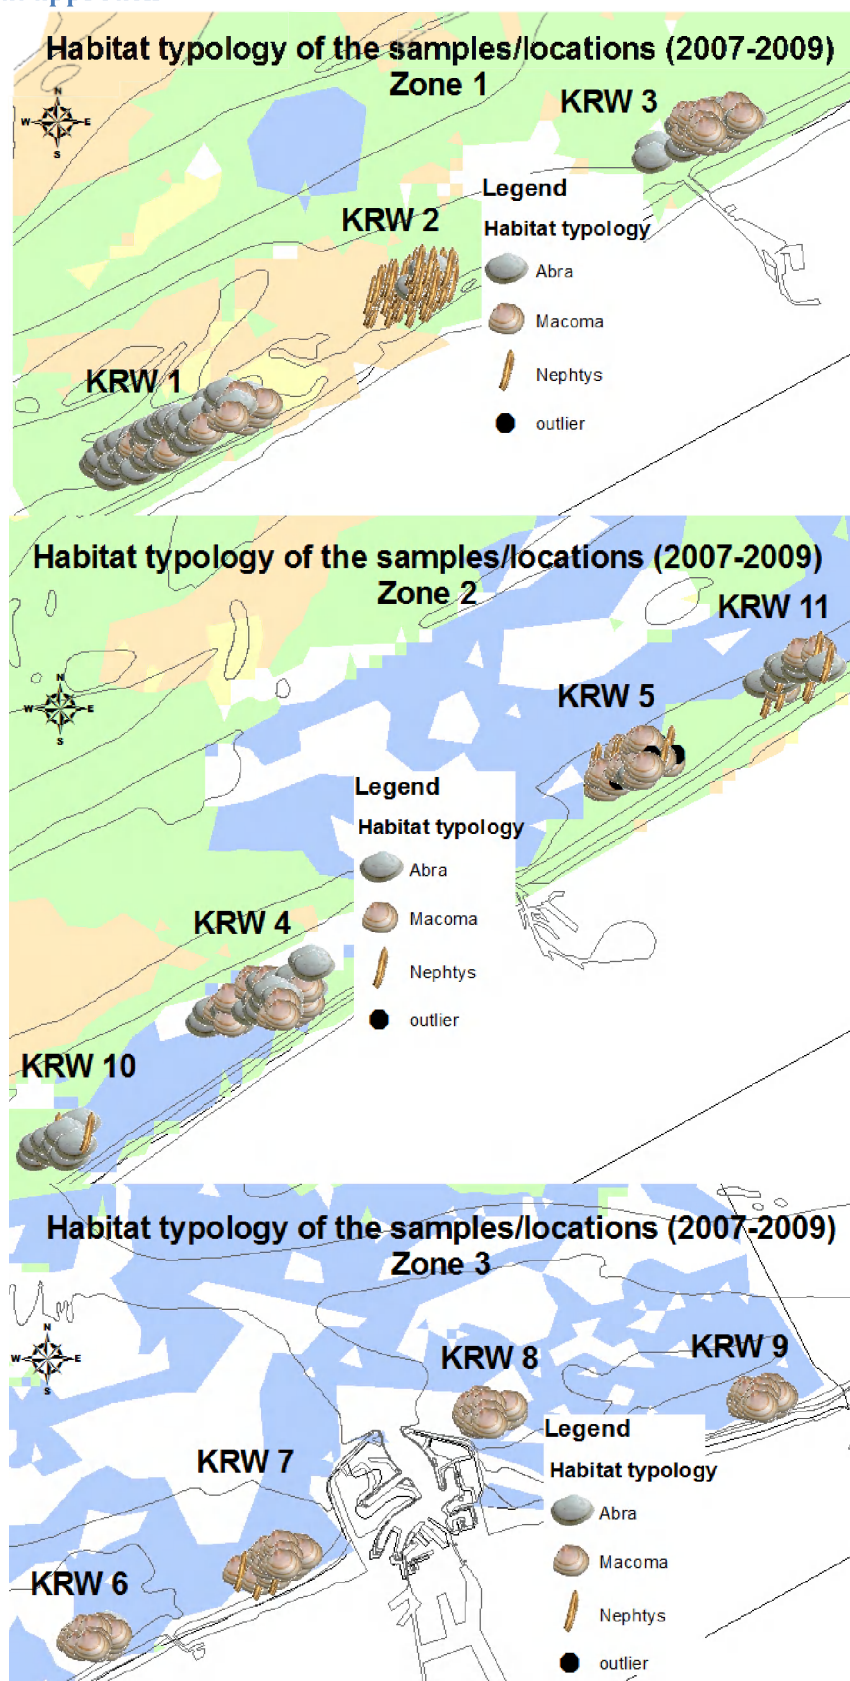 Habitat typology of the samples/locations (2007-2009)
Zone 1
KRW 3
N
W E
S
Legend
KRW 2
Habitat typology
Abra
Macoma
KRW 1
Nephtys
outlier
Habitat typology of the samples/locations (2007-2009)
Zone 2
KRW 11
N
W E
S
KRW 5
Legend
Habitat typology
Abra
KRW 4
Macoma
Nephtys
outlier
KRW 10
Habitat typology of the samples/locations (2007-2009)
Zone 3
N
W E
S
KRW 8
KRW 9
Legend
KRW 7
Habitat typology
Abra
Macoma
KRW 6
Nephtys
outlier